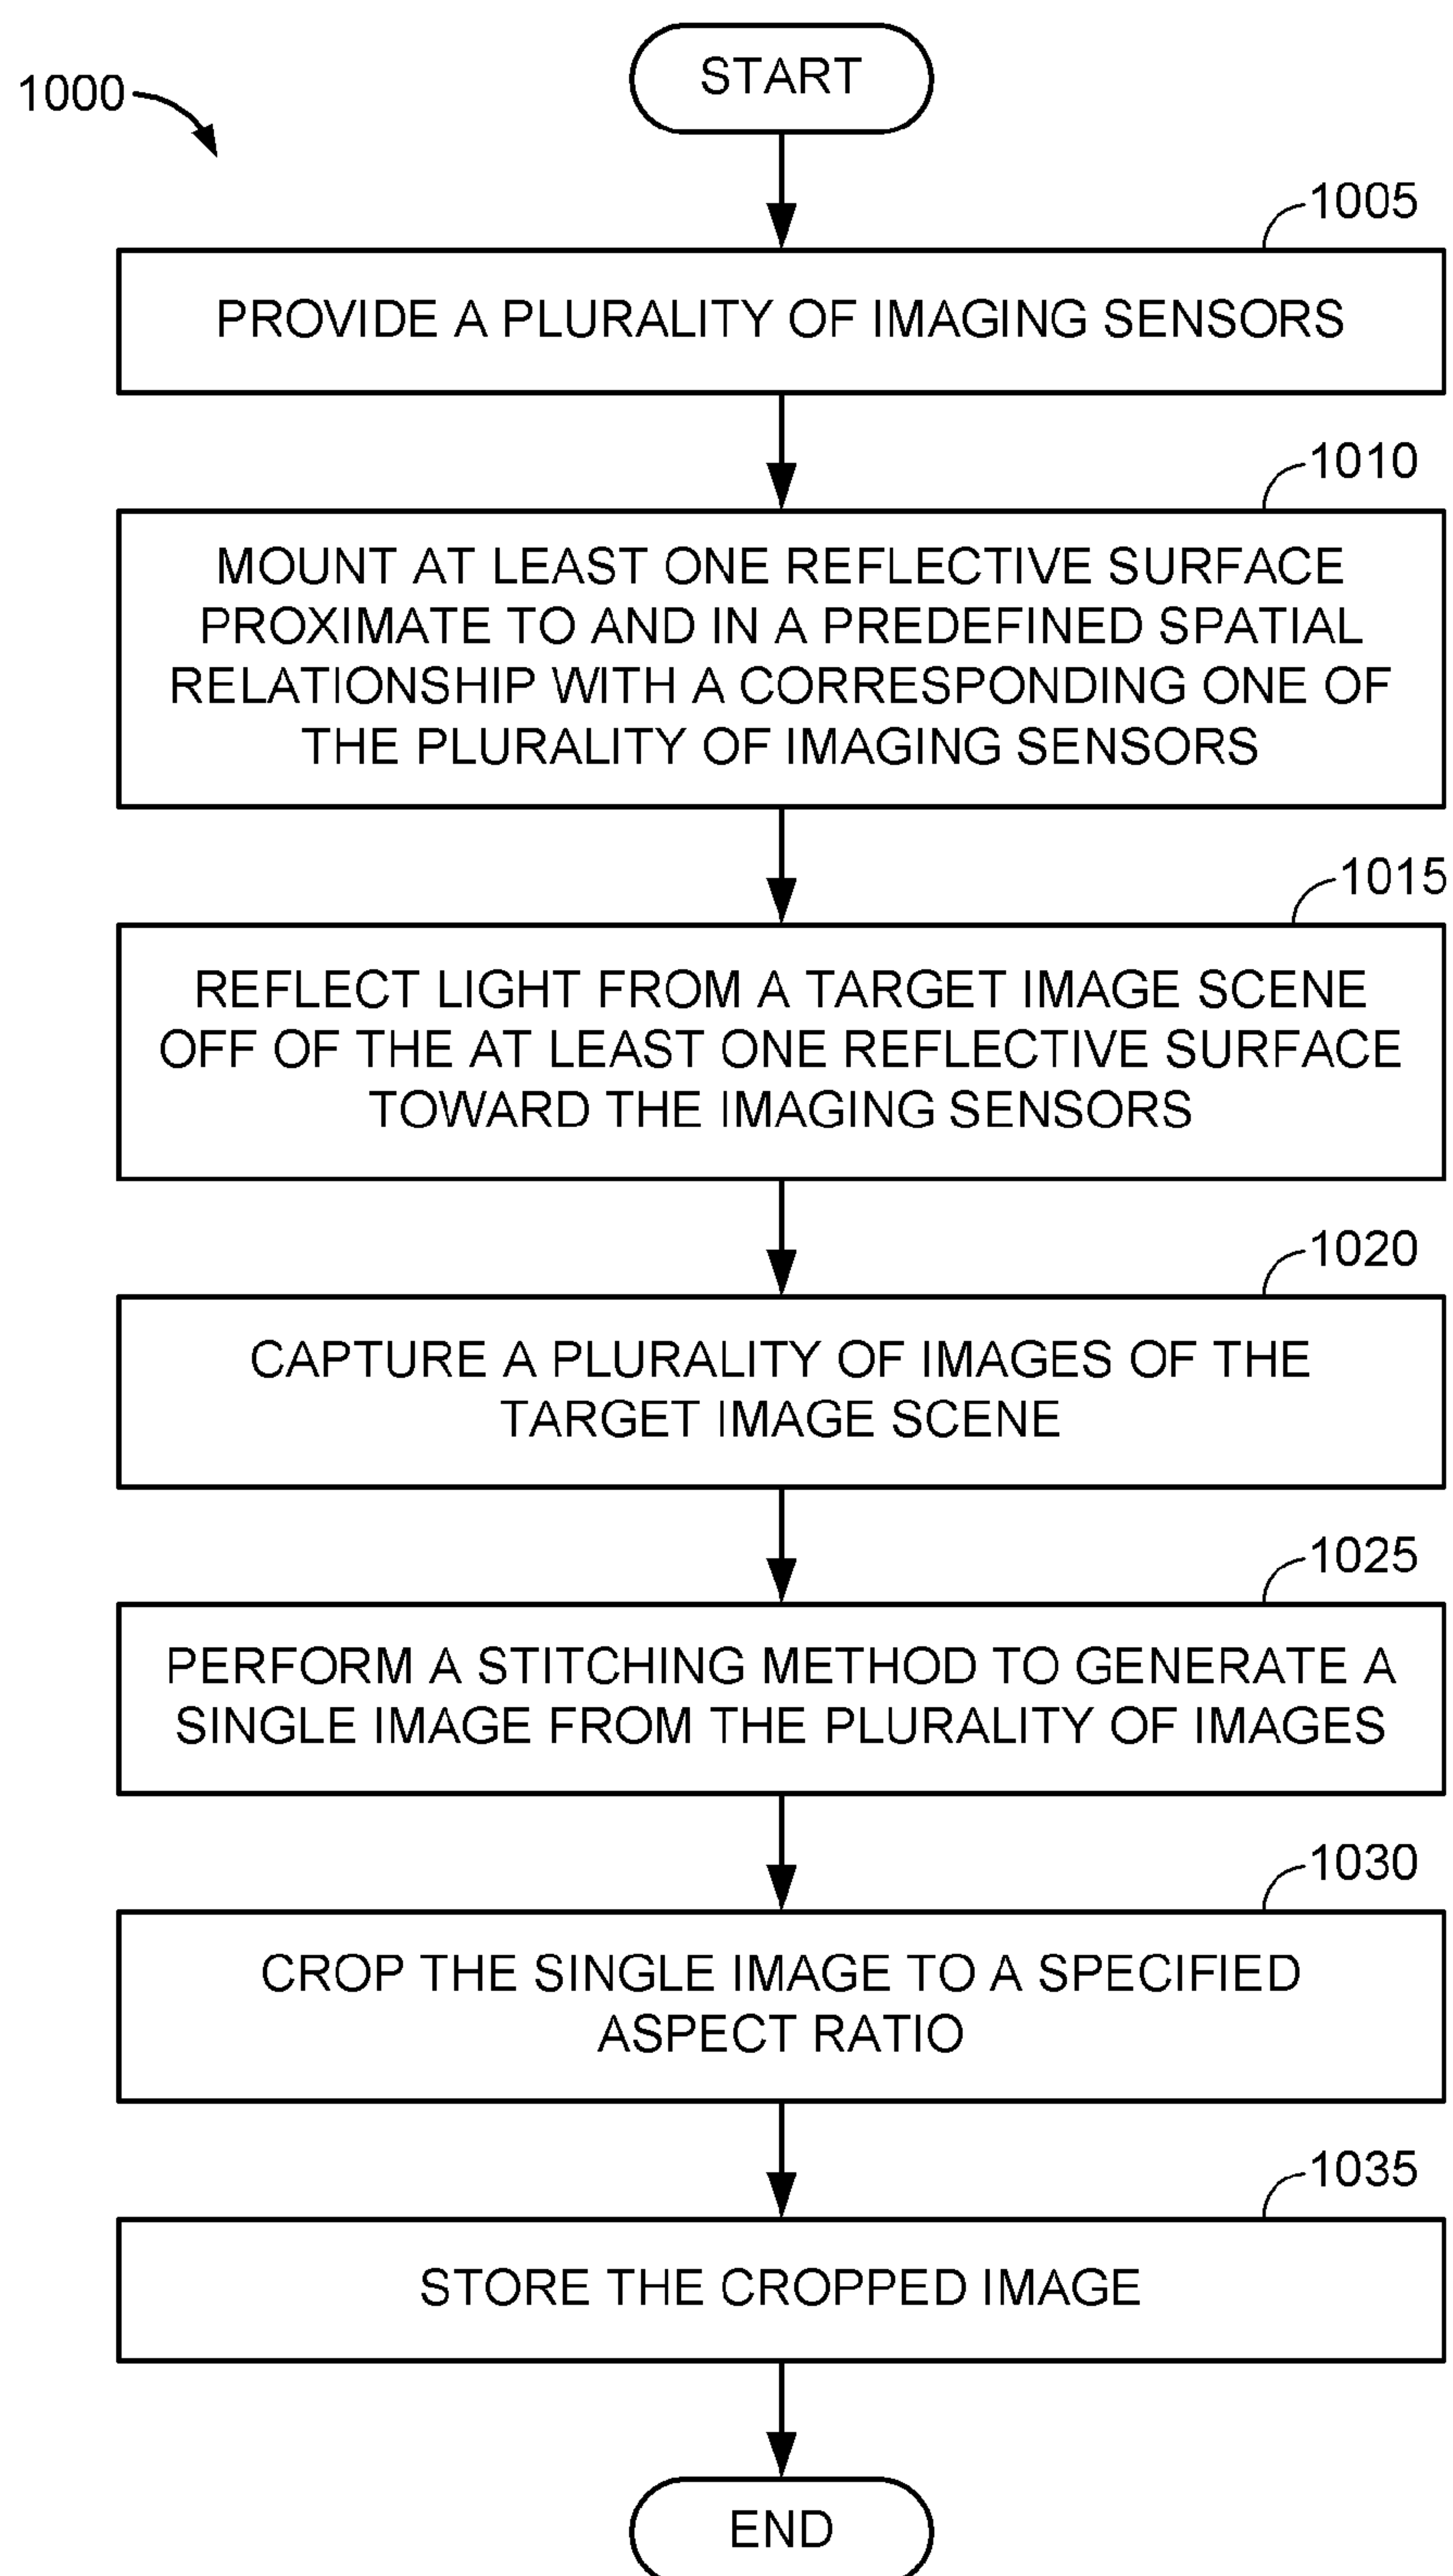 START
1000
1005
PROVIDE A PLURALITY OF IMAGING SENSORS
1010
MOUNT AT LEAST ONE REFLECTIVE SURFACE
PROXIMATE TO AND IN A PREDEFINED SPATIAL
RELATIONSHIP WITH A CORRESPONDING ONE OF
THE PLURALITY OF IMAGING SENSORS
1015
REFLECT LIGHT FROM A TARGET IMAGE SCENE
OFF OF THE AT LEAST ONE REFLECTIVE SURFACE
TOWARD THE IMAGING SENSORS
1020
CAPTURE A PLURALITY OF IMAGES OF THE
TARGET IMAGE SCENE
1025
PERFORM A STITCHING METHOD TO GENERATE A
SINGLE IMAGE FROM THE PLURALITY OF IMAGES
1030
CROP THE SINGLE IMAGE TO A SPECIFIED
ASPECT RATIO
1035
STORE THE CROPPED IMAGE
END